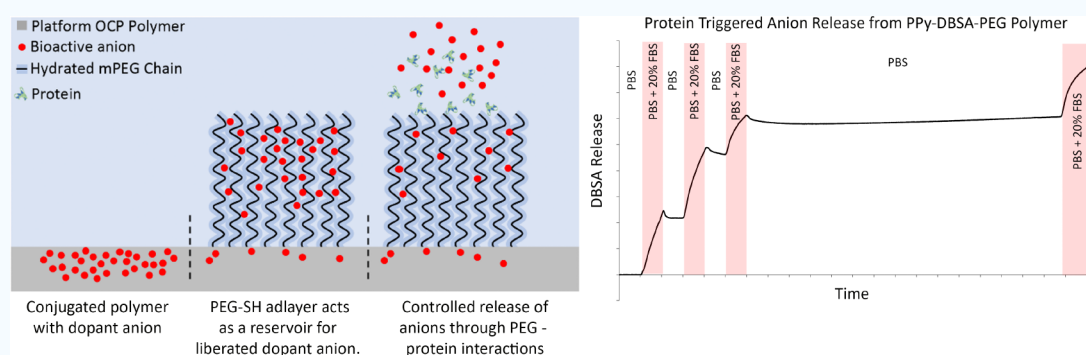 Platform OCP Polymer
Bioactive anion
Hydrated mPEG Chain
Protein
Conjugated polymer
with dopant anion
PEG-SH adlayer acts
as a reservoir for
liberated dopant anion.
Controlled release of
anions through PEG -
protein interactions
Protein Triggered Anion Release from PPy-DBSA-PEG Polymer
DBSA Release
PBS
PBS + 20% FBS
PBS
PBS + 20% FBS
PBS
PBS + 20% FBS
PBS
PBS + 20% FBS
Time